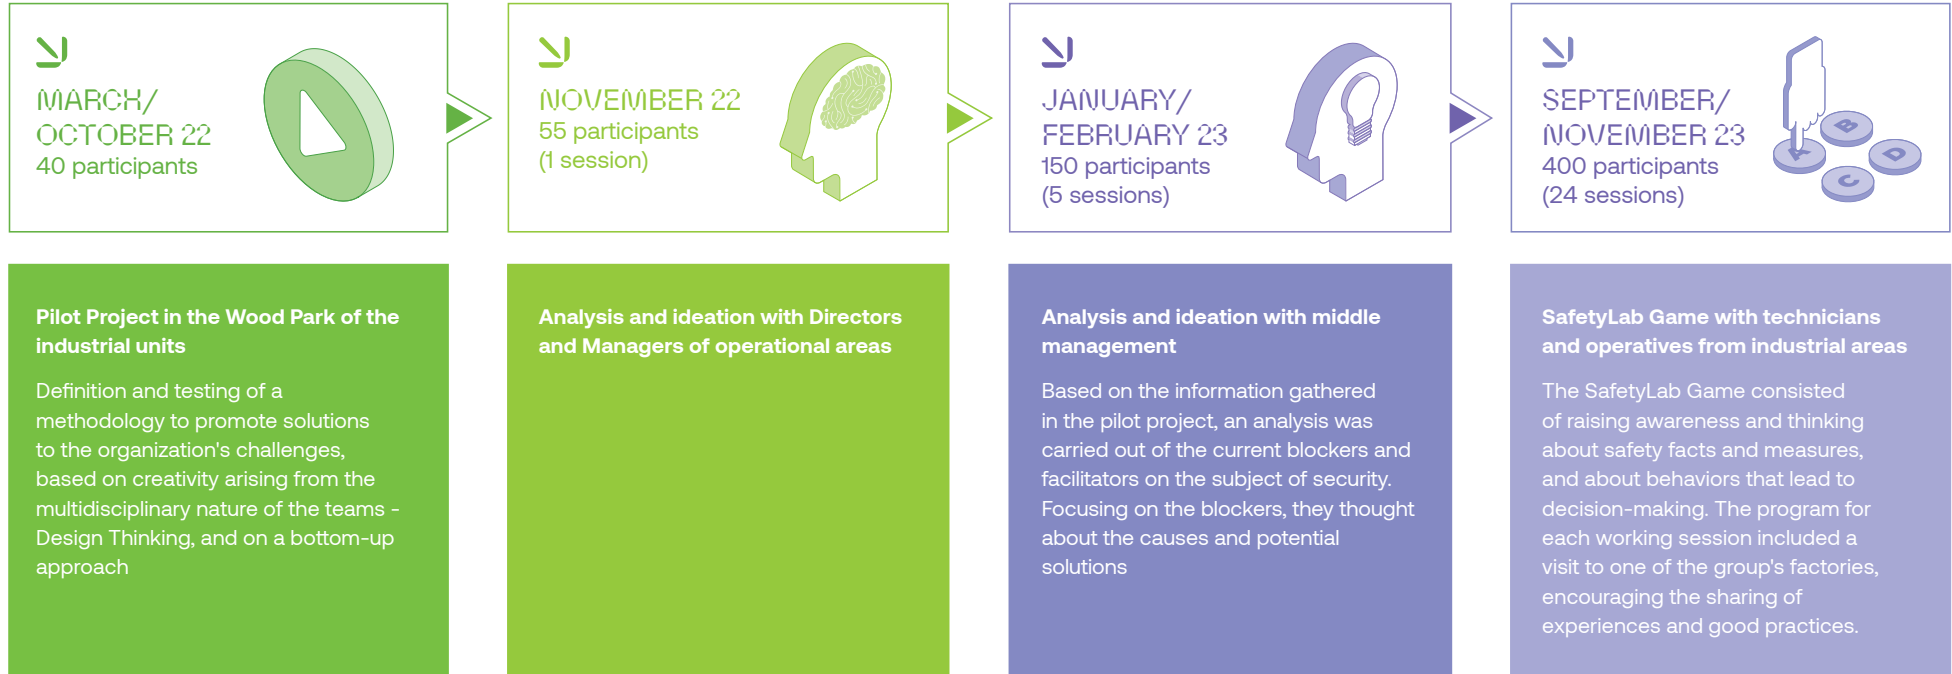 MARCH/
OCTOBER 22
40 participants
NOVEMBER 22
55 participants
(1 session)
JANUARY/
FEBRUARY 23
150 participants
(5 sessions)
SEPTEMBER/
NOVEMBER 23
400 participants
(24 sessions)
A
B
C
D
Pilot Project in the Wood Park of the
industrial units
Definition and testing of a
methodology to promote solutions
to the organization's challenges,
based on creativity arising from the
multidisciplinary nature of the teams -
Design Thinking, and on a bottom-up
approach
Analysis and ideation with Directors
and Managers of operational areas
Analysis and ideation with middle
management
Based on the information gathered
in the pilot project, an analysis was
carried out of the current blockers and
facilitators on the subject of security.
Focusing on the blockers, they thought
about the causes and potential
solutions
SafetyLab Game with technicians
and operatives from industrial areas
The SafetyLab Game consisted
of raising awareness and thinking
about safety facts and measures,
and about behaviors that lead to
decision-making. The program for
each working session included a
visit to one of the group's factories,
encouraging the sharing of
experiences and good practices.